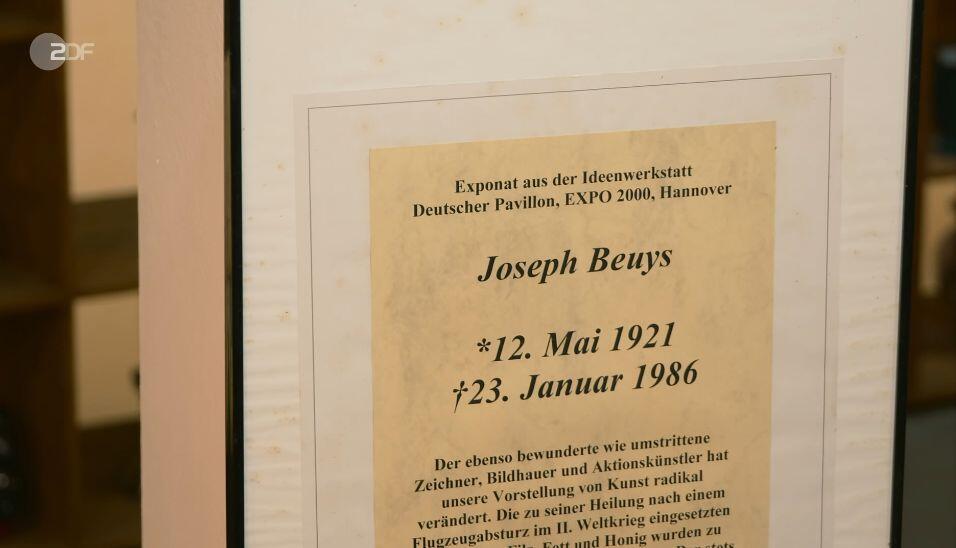 ZDF
Exponat aus der Ideenwerkstatt
Deutscher Pavillon, EXPO 2000, Hannover
Joseph Beuys
*12. Mai 1921
†23. Januar 1986
Der ebenso bewunderte wie umstrittene
Zeichner, Bildhauer und Aktionskünstler hat
unsere Vorstellung von Kunst radikal
verändert. Die zu seiner Heilung nach einem
Flugzeugabsturz im II. Weltkrieg eingesetzten
Fett und Honig wurden zu